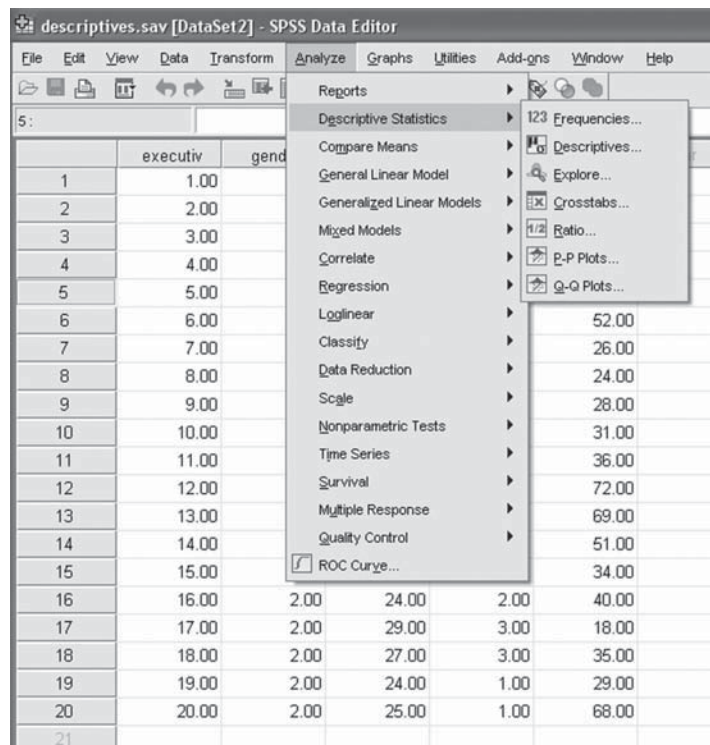 descriptives.sav [DataSet2] - SPSS Data Editor
File Edit View Data Transform Analyze Graphs Utilities Add-ons Window Help
5 :
executiv gend
1 1.00
2 2.00
3 3.00
4 4.00
5 5.00
6 6.00 52.00
7 7.00 26.00
8 8.00 24.00
9 9.00 28.00
10 10.00 31.00
11 11.00 36.00
12 12.00 72.00
13 13.00 69.00
14 14.00 51.00
15 15.00 34.00
16 16.00 2.00 24.00 2.00 40.00
17 17.00 2.00 29.00 3.00 18.00
18 18.00 2.00 27.00 3.00 35.00
19 19.00 2.00 24.00 1.00 29.00
20 20.00 2.00 25.00 1.00 68.00
21
Reports
Descriptive Statistics
Compare Means
General Linear Model
Generalized Linear Models
Mixed Models
Correlate
Regression
Loglinear
Classify
Data Reduction
Scale
Nonparametric Tests
Time Series
Survival
Multiple Response
Quality Control
ROC Curve...
123 Frequencies...
Descriptives...
Explore...
Crosstabs...
1/2 Ratio...
P-P Plots...
Q-Q Plots...